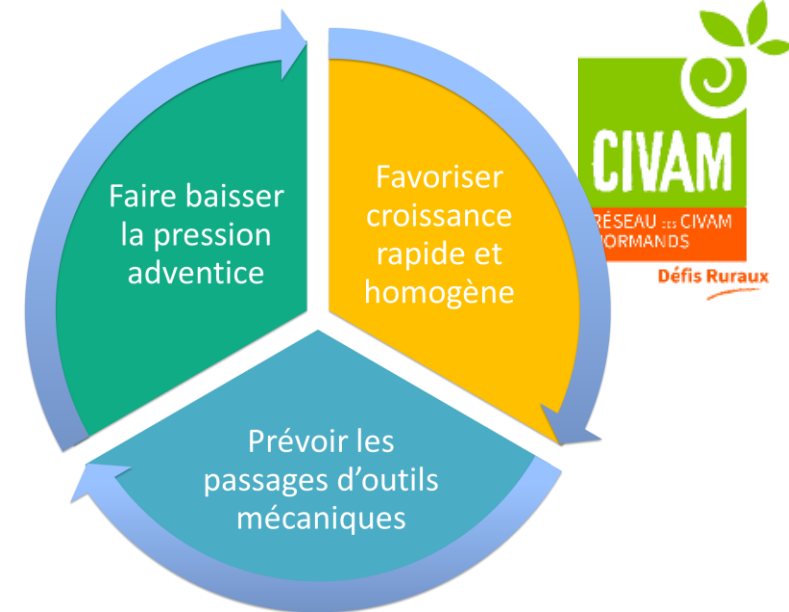 Faire baisser
la pression
adventice
Favoriser
croissance
rapide et
homogène
Prévoir les
passages d'outils
mécaniques
CIVAM
RÉSEAU DES CIVAM
NORMANDS
Défis Ruraux